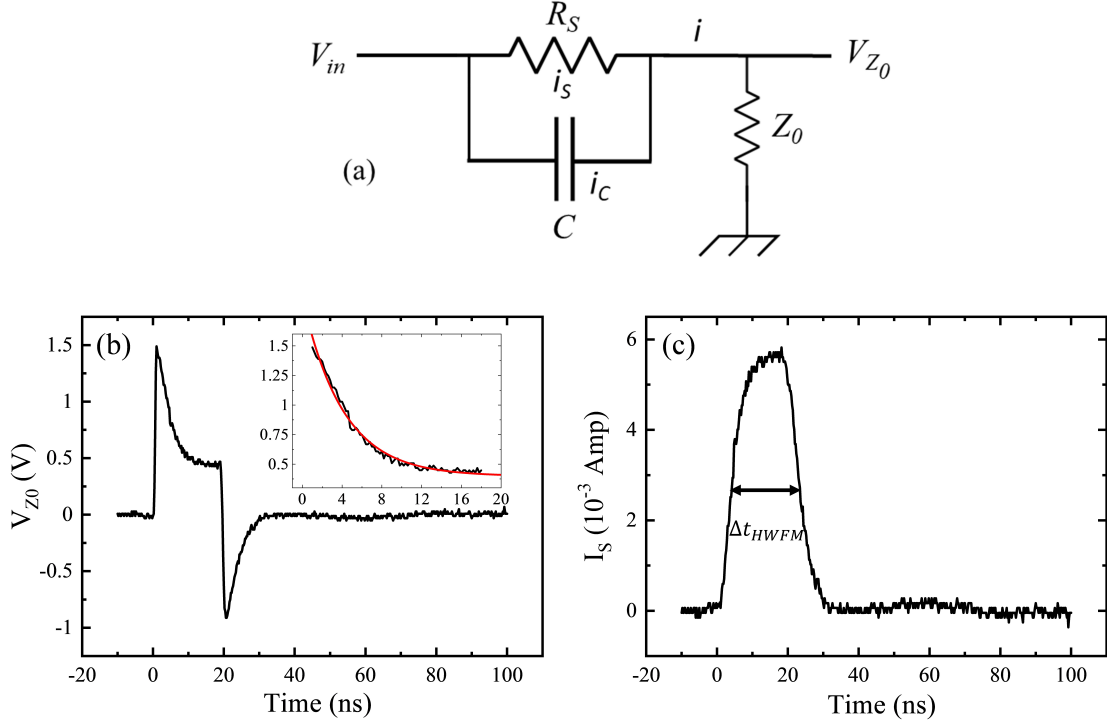 R_S
i
V_in
V_Z0
i_S
Z_0
(a)
i_C
C
(b)
1.5
1.0
0.5
0
-0.5
-1
V_Z0 (V)
-20 0 20 40 60 80 100
Time (ns)
1.5
1.25
1
0.75
0.5
0 4 8 12 16 20
(c)
6
4
2
0
I_S (10^-3 Amp)
Δt_HWFM
-20 0 20 40 60 80 100
Time (ns)